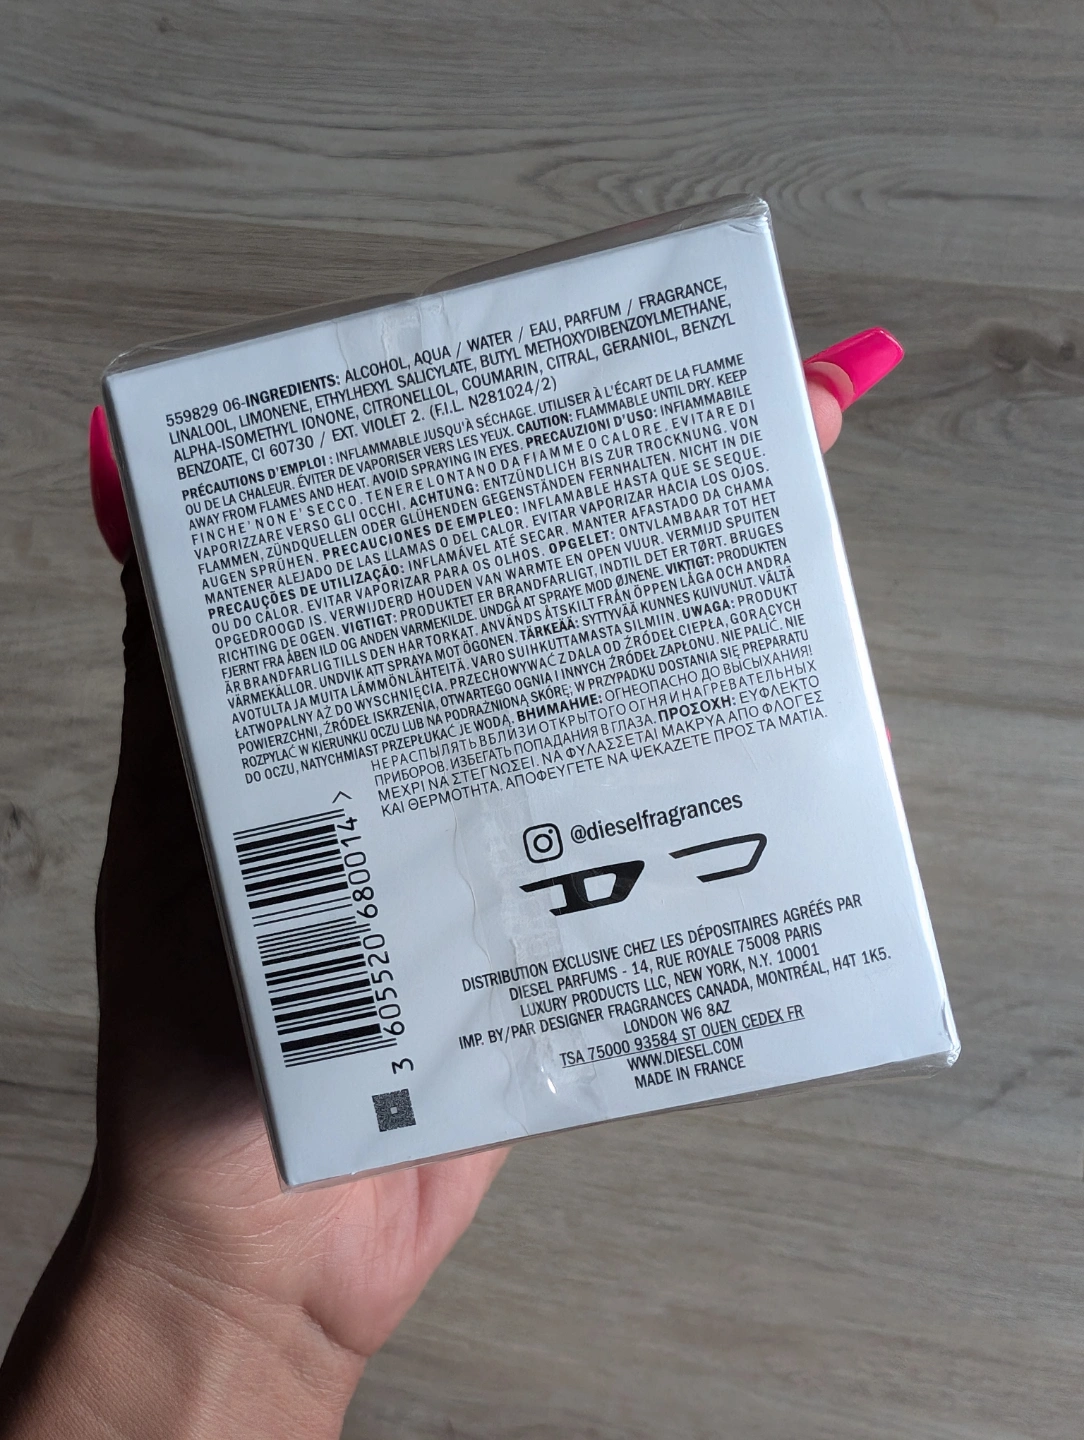 559829 06-INGREDIENTS: ALCOHOL, AQUA / WATER / EAU, PARFUM / FRAGRANCE,
LINALOOL, LIMONENE, ETHYLHEXYL SALICYLATE, BUTYL METHOXYDIBENZOYLMETHANE,
ALPHA-ISOMETHYL IONONE, CITRONELLOL, COUMARIN, CITRAL, GERANIOL, BENZYL
BENZOATE, CI 60730 / EXT. VIOLET 2. (F.I.L. N281024/2)
PRÉCAUTIONS D'EMPLOI : INFLAMMABLE JUSQU'À SÉCHAGE. UTILISER À L'ÉCART DE LA FLAMME
OU DE LA CHALEUR. ÉVITER DE VAPORISER VERS LES YEUX. CAUTION: FLAMMABLE UNTIL DRY. KEEP
AWAY FROM FLAMES AND HEAT. AVOID SPRAYING IN EYES. PRECAUZIONI D'USO: INFIAMMABILE
FINCHE' NONE' SECCO. TENERE LONTANO DA FIAMME O CALORE. EVITARE DI
VAPORIZZARE VERSO GLI OCCHI. ACHTUNG: ENTZÜNDLICH BIS ZUR TROCKNUNG. VON
FLAMMEN, ZÜNDQUELLEN ODER GLÜHENDEN GEGENSTÄNDEN FERNHALTEN. NICHT IN DIE
AUGEN SPRÜHEN. PRECAUCIONES DE EMPLEO: INFLAMABLE HASTA QUE SE SEQUE.
MANTENER ALEJADO DE LAS LLAMAS O DEL CALOR. EVITAR VAPORIZAR HACIA LOS OJOS.
PRECAUÇÕES DE UTILIZAÇÃO: INFLAMÁVEL ATÉ SECAR. MANTER AFASTADO DA CHAMA
OU DO CALOR. EVITAR VAPORIZAR PARA OS OLHOS. OPGELET: ONTVLAMBAAR TOT HET
OPGEDROOGD IS. VERWIJDERD HOUDEN VAN WARMTE EN OPEN VUUR. VERMIJD SPUITEN
RICHTING DE OGEN. VIGTIGT: PRODUKTET ER BRANDFARLIGT, INDTIL DET ER TØRT. BRUGES
FJERNT FRA ÅBEN ILD OG ANDEN VARMEKILDE. UNDGÅ AT SPRAYE MOD ØJNENE. VIKTIGT: PRODUKTEN
ÄR BRANDFARLIG TILLS DEN HAR TORKAT. ANVÄNDS ÅTSKILT FRÅN ÖPPEN LÅGA OCH ANDRA
VÄRMEKÄLLOR. UNDVIK ATT SPRAYA MOT ÖGONEN. TÄRKEÄÄ: SYTYVÄÄ KUNNES KUIVUNUT. VÄLTÄ
AVOTULTA JA MUITA LÄMMÖNLÄHTEITÄ. VARO SUIHKUTTAMASTA SILMIIN. UWAGA: PRODUKT
ŁATWOPALNY AŻ DO WYSCHNIĘCIA. PRZECHOWYWAĆ Z DALA OD ŹRÓDEŁ CIEPŁA, GORĄCYCH
POWIERZCHNI, ŹRÓDEŁ ISKRZENIA, OTWARTEGO OGNIA I INNYCH ŹRÓDEŁ ZAPŁONU. NIE PALIĆ. NIE
ROZPYLAĆ W KIERUNKU OCZU LUB NA PODRAŻNIONĄ SKÓRĘ; W PRZYPADKU DOSTANIA SIĘ PREPARATU
DO OCZU, NATYCHMIAST PRZEPŁUKAĆ JE WODĄ. ВНИМАНИЕ: ОГНЕОПАСНО ДО ВЫСЫХАНИЯ!
НЕ РАСПЫЛЯТЬ ВБЛИЗИ ОТКРЫТОГО ОГНЯ И НАГРЕВАТЕЛЬНЫХ
ПРИБОРОВ. ИЗБЕГАТЬ ПОПАДАНИЯ В ГЛАЗА. ΠΡΟΣΟΧΗ: ΕΥΦΛΕΚΤΟ
ΜΕΧΡΙ ΝΑ ΣΤΕΓΝΩΣΕΙ. ΝΑ ΦΥΛΑΣΣΕΤΑΙ ΜΑΚΡΥΑ ΑΠΟ ΦΛΟΓΕΣ
ΚΑΙ ΘΕΡΜΟΤΗΤΑ. ΑΠΟΦΕΥΓΕΤΕ ΝΑ ΨΕΚΑΖΕΤΕ ΠΡΟΣ ΤΑ ΜΑΤΙΑ.
3 605520 680014 >
@dieselfragrances
D
DISTRIBUTION EXCLUSIVE CHEZ LES DÉPOSITAIRES AGRÉÉS PAR
DIESEL PARFUMS - 14, RUE ROYALE 75008 PARIS
LUXURY PRODUCTS LLC, NEW YORK, N.Y. 10001
IMP. BY/PAR DESIGNER FRAGRANCES CANADA, MONTRÉAL, H4T 1K5.
LONDON W6 8AZ
TSA 75000 93584 ST OUEN CEDEX FR
WWW.DIESEL.COM
MADE IN FRANCE